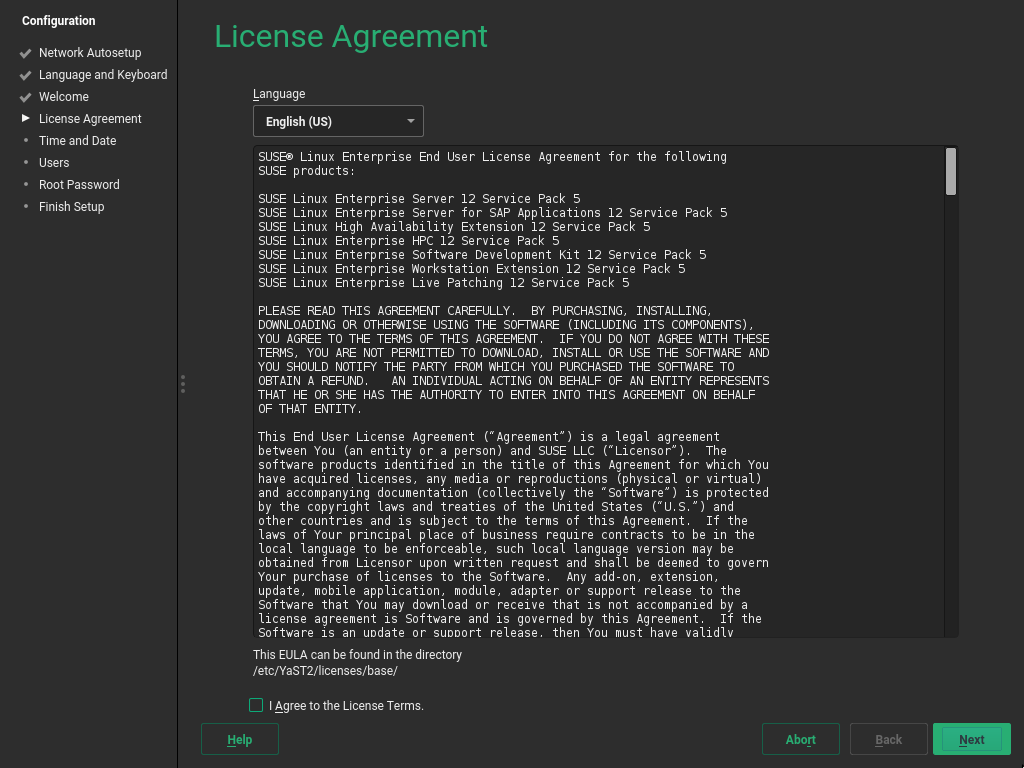 Configuration
Network Autosetup
Language and Keyboard
Welcome
License Agreement
Time and Date
Users
Root Password
Finish Setup
License Agreement
Language
English (US)
SUSE® Linux Enterprise End User License Agreement for the following
SUSE products:
SUSE Linux Enterprise Server 12 Service Pack 5
SUSE Linux Enterprise Server for SAP Applications 12 Service Pack 5
SUSE Linux High Availability Extension 12 Service Pack 5
SUSE Linux Enterprise HPC 12 Service Pack 5
SUSE Linux Enterprise Software Development Kit 12 Service Pack 5
SUSE Linux Enterprise Workstation Extension 12 Service Pack 5
SUSE Linux Enterprise Live Patching 12 Service Pack 5
PLEASE READ THIS AGREEMENT CAREFULLY.  BY PURCHASING, INSTALLING,
DOWNLOADING OR OTHERWISE USING THE SOFTWARE (INCLUDING ITS COMPONENTS),
YOU AGREE TO THE TERMS OF THIS AGREEMENT.  IF YOU DO NOT AGREE WITH THESE
TERMS, YOU ARE NOT PERMITTED TO DOWNLOAD, INSTALL OR USE THE SOFTWARE AND
YOU SHOULD NOTIFY THE PARTY FROM WHICH YOU PURCHASED THE SOFTWARE TO
OBTAIN A REFUND.   AN INDIVIDUAL ACTING ON BEHALF OF AN ENTITY REPRESENTS
THAT HE OR SHE HAS THE AUTHORITY TO ENTER INTO THIS AGREEMENT ON BEHALF
OF THAT ENTITY.
This End User License Agreement (“Agreement”) is a legal agreement
between You (an entity or a person) and SUSE LLC (“Licensor”).  The
software products identified in the title of this Agreement for which You
have acquired licenses, any media or reproductions (physical or virtual)
and accompanying documentation (collectively the “Software”) is protected
by the copyright laws and treaties of the United States (“U.S.”) and
other countries and is subject to the terms of this Agreement.  If the
laws of Your principal place of business require contracts to be in the
local language to be enforceable, such local language version may be
obtained from Licensor upon written request and shall be deemed to govern
Your purchase of licenses to the Software.  Any add-on, extension,
update, mobile application, module, adapter or support release to the
Software that You may download or receive that is not accompanied by a
license agreement is Software and is governed by this Agreement.  If the
Software is an update or support release, then You must have validly
This EULA can be found in the directory
/etc/YaST2/licenses/base/
I Agree to the License Terms.
Help
Abort
Back
Next